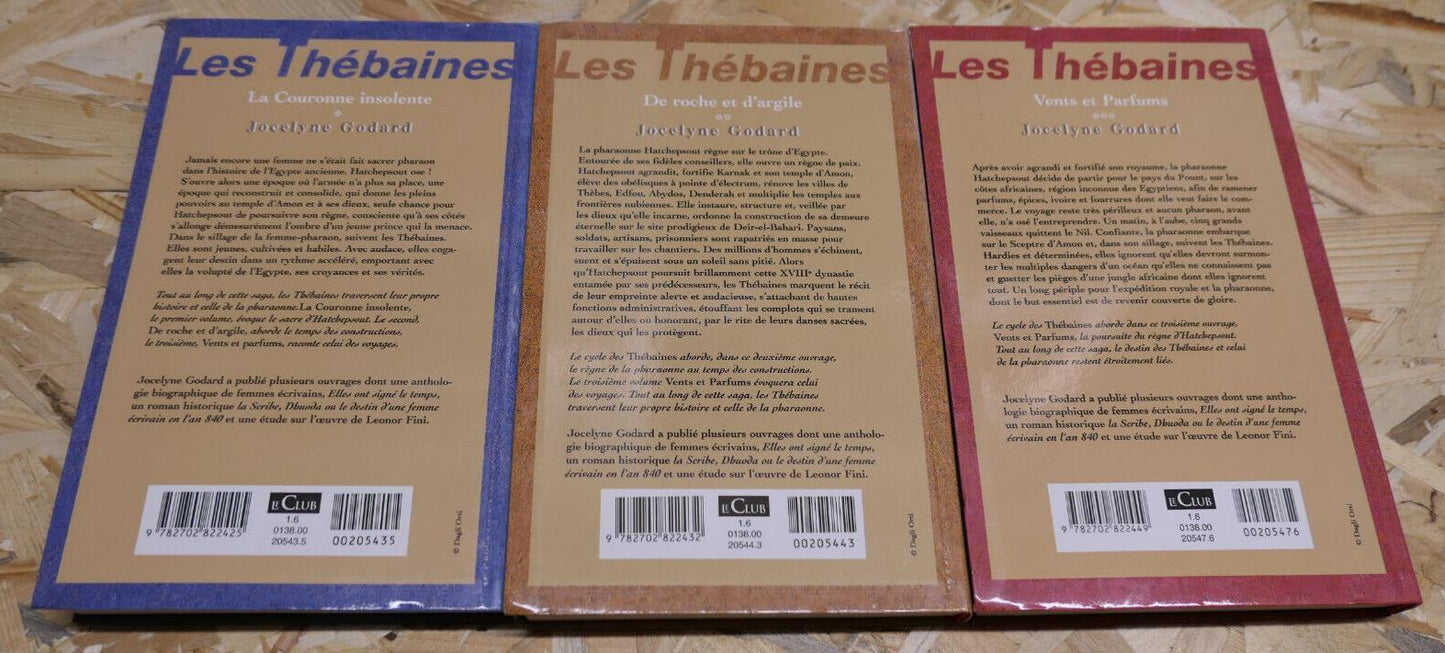 Les Thébaines
La Couronne insolente
Jocelyne Godard
Jamais encore une femme ne s'était fait sacrer pharaon
dans l'histoire de l'Egypte ancienne. Hatchepsout ose !
S'ouvre alors une époque où l'armée n'a plus sa place, une
époque qui reconstruit et consolide, qui donne les pleins
pouvoirs au temple d'Amon et à ses dieux, seule chance pour
Hatchepsout de poursuivre son règne, consciente qu'à ses côtés
s'allonge démesurément l'ombre d'un jeune prince qui la menace.
Dans le sillage de la femme-pharaon, suivent les Thébaines.
Elles sont jeunes, cultivées et habiles. Avec audace, elles enga-
gent leur destin dans un rythme accéléré, emportant avec
elles la volupté de l'Egypte, ses croyances et ses vérités.
Tout au long de cette saga, les Thébaines traversent leur propre
histoire et celle de la pharaonne. La Couronne insolente,
le premier volume, évoque le sacre d'Hatchepsout. Le second,
De roche et d'argile, aborde le temps des constructions,
le troisième, Vents et parfums, raconte celui des voyages.
Jocelyne Godard a publié plusieurs ouvrages dont une antholo-
gie biographique de femmes écrivains, Elles ont signé le temps,
un roman historique la Scribe, Dhuoda ou le destin d'une femme
écrivain en l'an 840 et une étude sur l'œuvre de Leonor Fini.
LE CLUB
1.6
0138.00
20543.5
9 782702 822425
00205435
© Dagli Orti
Les Thébaines
De roche et d'argile
Jocelyne Godard
La pharaonne Hatchepsout règne sur le trône d'Egypte.
Entourée de ses fidèles conseillers, elle ouvre un règne de paix.
Hatchepsout agrandit, fortifie Karnak et son temple d'Amon,
élève des obélisques à pointe d'électrum, rénove les villes de
Thèbes, Edfou, Abydos, Denderah et multiplie les temples aux
frontières nubiennes. Elle instaure, structure et, veillée par
les dieux qu'elle incarne, ordonne la construction de sa demeure
éternelle sur le site prodigieux de Deir-el-Bahari. Paysans,
soldats, artisans, prisonniers sont rapatriés en masse pour
travailler sur les chantiers. Des millions d'hommes s'échinent,
suent et s'épuisent sous un soleil sans pitié. Alors
qu'Hatchepsout poursuit brillamment cette XVIIIe dynastie
entamée par ses prédécesseurs, les Thébaines marquent le récit
de leur empreinte alerte et audacieuse, s'attachant de hautes
fonctions administratives, étouffant les complots qui se trament
autour d'elles ou honorant, par le rite de leurs danses sacrées,
les dieux qui les protègent.
Le cycle des Thébaines aborde, dans ce deuxième ouvrage,
le règne de la pharaonne au temps des constructions.
Le troisième volume Vents et Parfums évoquera celui
des voyages. Tout au long de cette saga, les Thébaines
traversent leur propre histoire et celle de la pharaonne.
Jocelyne Godard a publié plusieurs ouvrages dont une antholo-
gie biographique de femmes écrivains, Elles ont signé le temps,
un roman historique la Scribe, Dhuoda ou le destin d'une femme
écrivain en l'an 840 et une étude sur l'œuvre de Leonor Fini.
LE CLUB
1.6
0138.00
20544.3
9 782702 822432
00205443
© Dagli Orti
Les Thébaines
Vents et Parfums
Jocelyne Godard
Après avoir agrandi et fortifié son royaume, la pharaonne
Hatchepsout décide de partir pour le pays du Pount, sur les
côtes africaines, région inconnue des Egyptiens, afin de ramener
parfums, épices, ivoire et fourrures dont elle veut faire le com-
merce. Le voyage reste très périlleux et aucun pharaon, avant
elle, n'a osé l'entreprendre. Un matin, à l'aube, cinq grands
vaisseaux quittent le Nil. Confiante, la pharaonne embarque
sur le Sceptre d'Amon et, dans son sillage, suivent les Thébaines.
Hardies et déterminées, elles ignorent qu'elles devront surmon-
ter les multiples dangers d'un océan qu'elles ne connaissent pas
et guetter les pièges d'une jungle africaine dont elles ignorent
tout. Un long périple pour l'expédition royale et la pharaonne,
dont le but essentiel est de revenir couverte de gloire.
Le cycle des Thébaines aborde dans ce troisième ouvrage,
Vents et Parfums, la poursuite du règne d'Hatchepsout.
Tout au long de cette saga, le destin des Thébaines et celui
de la pharaonne restent étroitement liés.
Jocelyne Godard a publié plusieurs ouvrages dont une antho-
logie biographique de femmes écrivains, Elles ont signé le temps,
un roman historique la Scribe, Dhuoda ou le destin d'une femme
écrivain en l'an 840 et une étude sur l'œuvre de Leonor Fini.
LE CLUB
1.6
0138.00
20547.6
9 782702 822449
00205476
© Dagli Orti